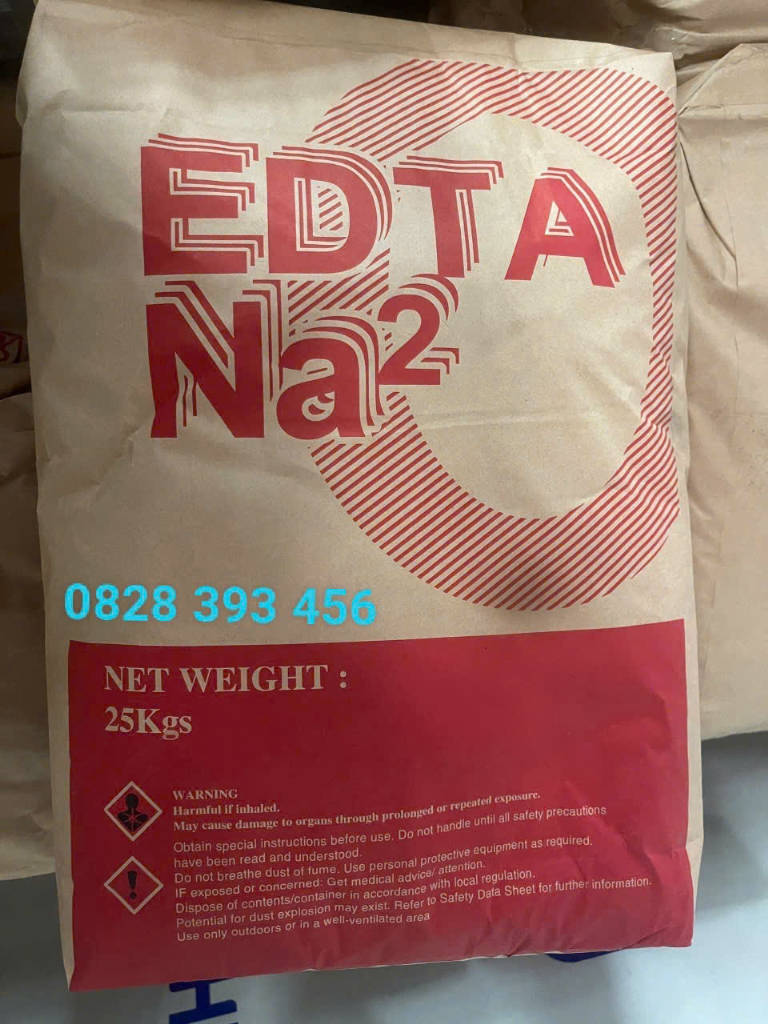 EDTA
Na2
0828 393 456
NET WEIGHT :
25Kgs
WARNING
Harmful if inhaled.
May cause damage to organs through prolonged or repeated exposure.
Obtain special instructions before use. Do not handle until all safety precautions
have been read and understood.
Do not breathe dust of fume. Use personal protective equipment as required.
IF exposed or concerned: Get medical advice/ attention.
Dispose of contents/container in accordance with local regulation.
Potential for dust explosion may exist. Refer to Safety Data Sheet for further information.
Use only outdoors or in a well-ventilated area